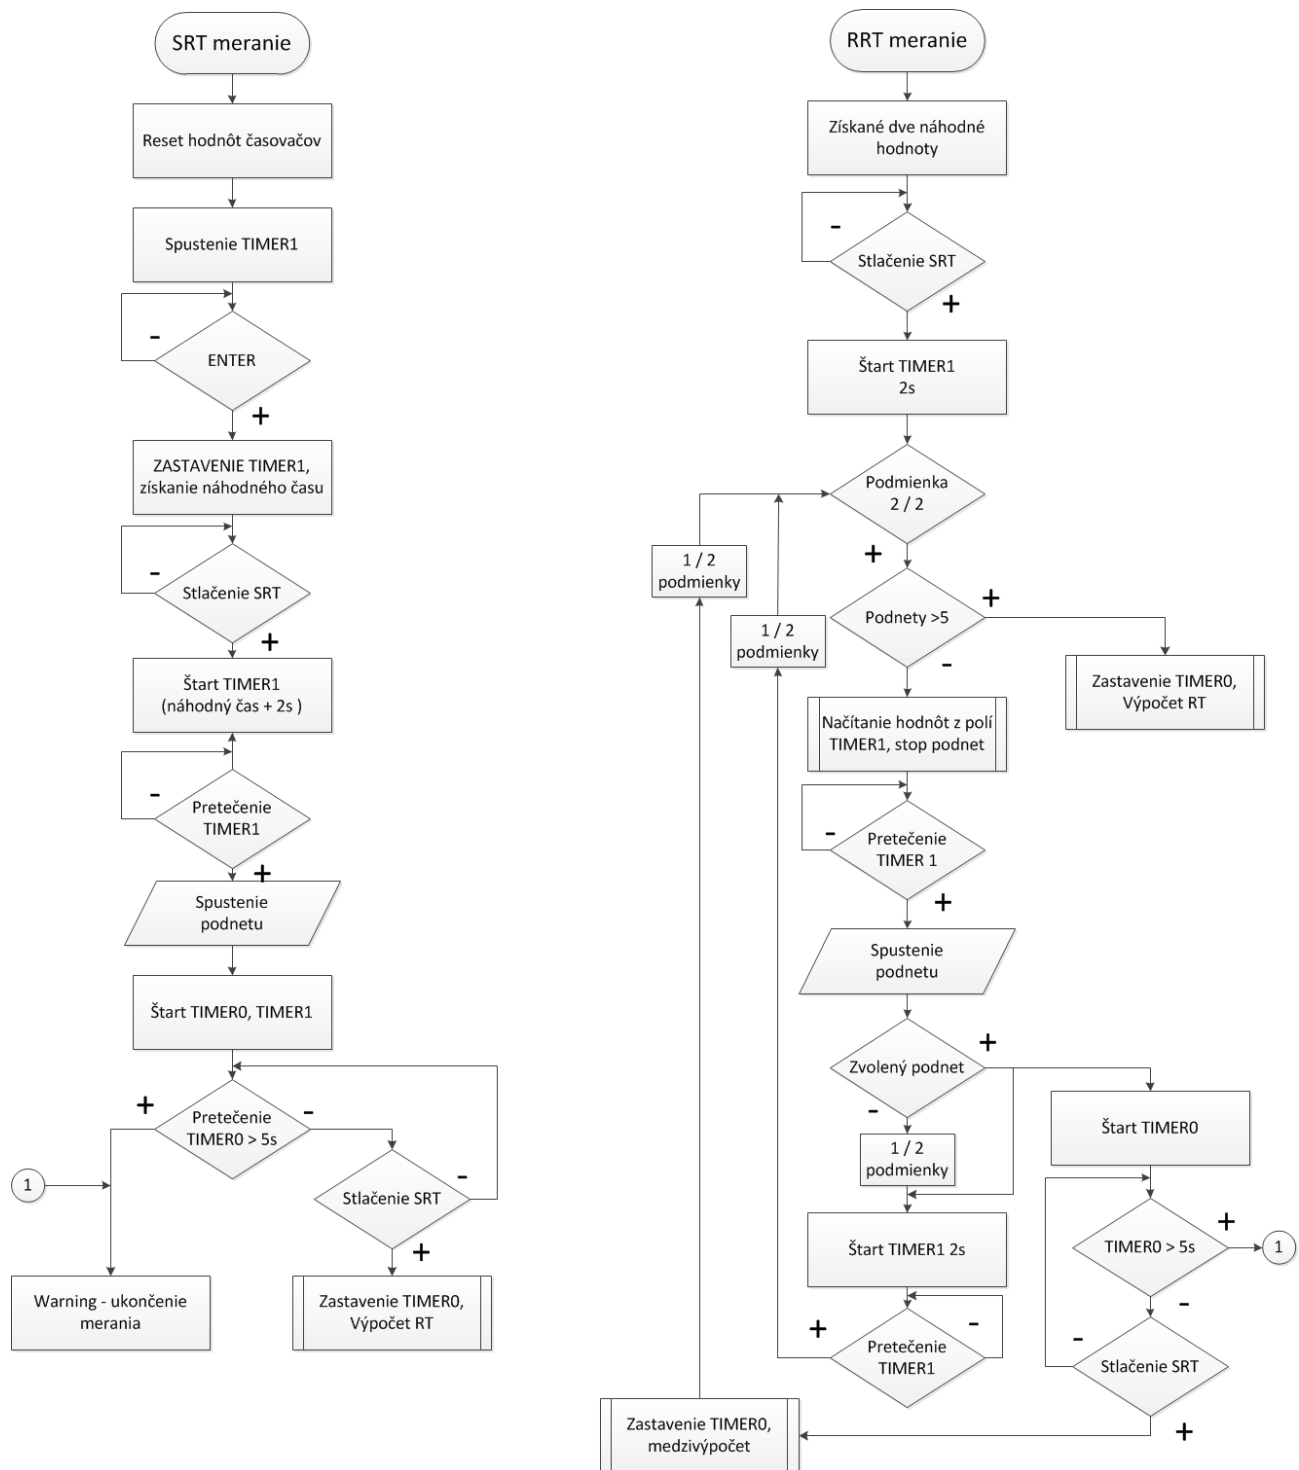 SRT meranie
Reset hodnôt časovačov
Spustenie TIMER1
-
ENTER
+
ZASTAVENIE TIMER1,
získanie náhodného času
-
Stlačenie SRT
+
Štart TIMER1
(náhodný čas + 2s )
-
Pretečenie
TIMER1
+
Spustenie
podnetu
Štart TIMER0, TIMER1
+
-
Pretečenie
TIMER0 > 5s
1
-
Stlačenie SRT
+
Warning - ukončenie
merania
Zastavenie TIMER0,
Výpočet RT
RRT meranie
Získané dve náhodné
hodnoty
-
Stlačenie SRT
+
Štart TIMER1
2s
Podmienka
2 / 2
+
1 / 2
podmienky
1 / 2
podmienky
Podnety >5
+
-
Zastavenie TIMER0,
Výpočet RT
Načítanie hodnôt z polí
TIMER1, stop podnet
-
Pretečenie
TIMER 1
+
Spustenie
podnetu
Zvolený podnet
+
-
1 / 2
podmienky
Štart TIMER0
Štart TIMER1 2s
TIMER0 > 5s
+
1
-
+
-
Pretečenie
TIMER1
-
Stlačenie SRT
+
Zastavenie TIMER0,
medzivýpočet